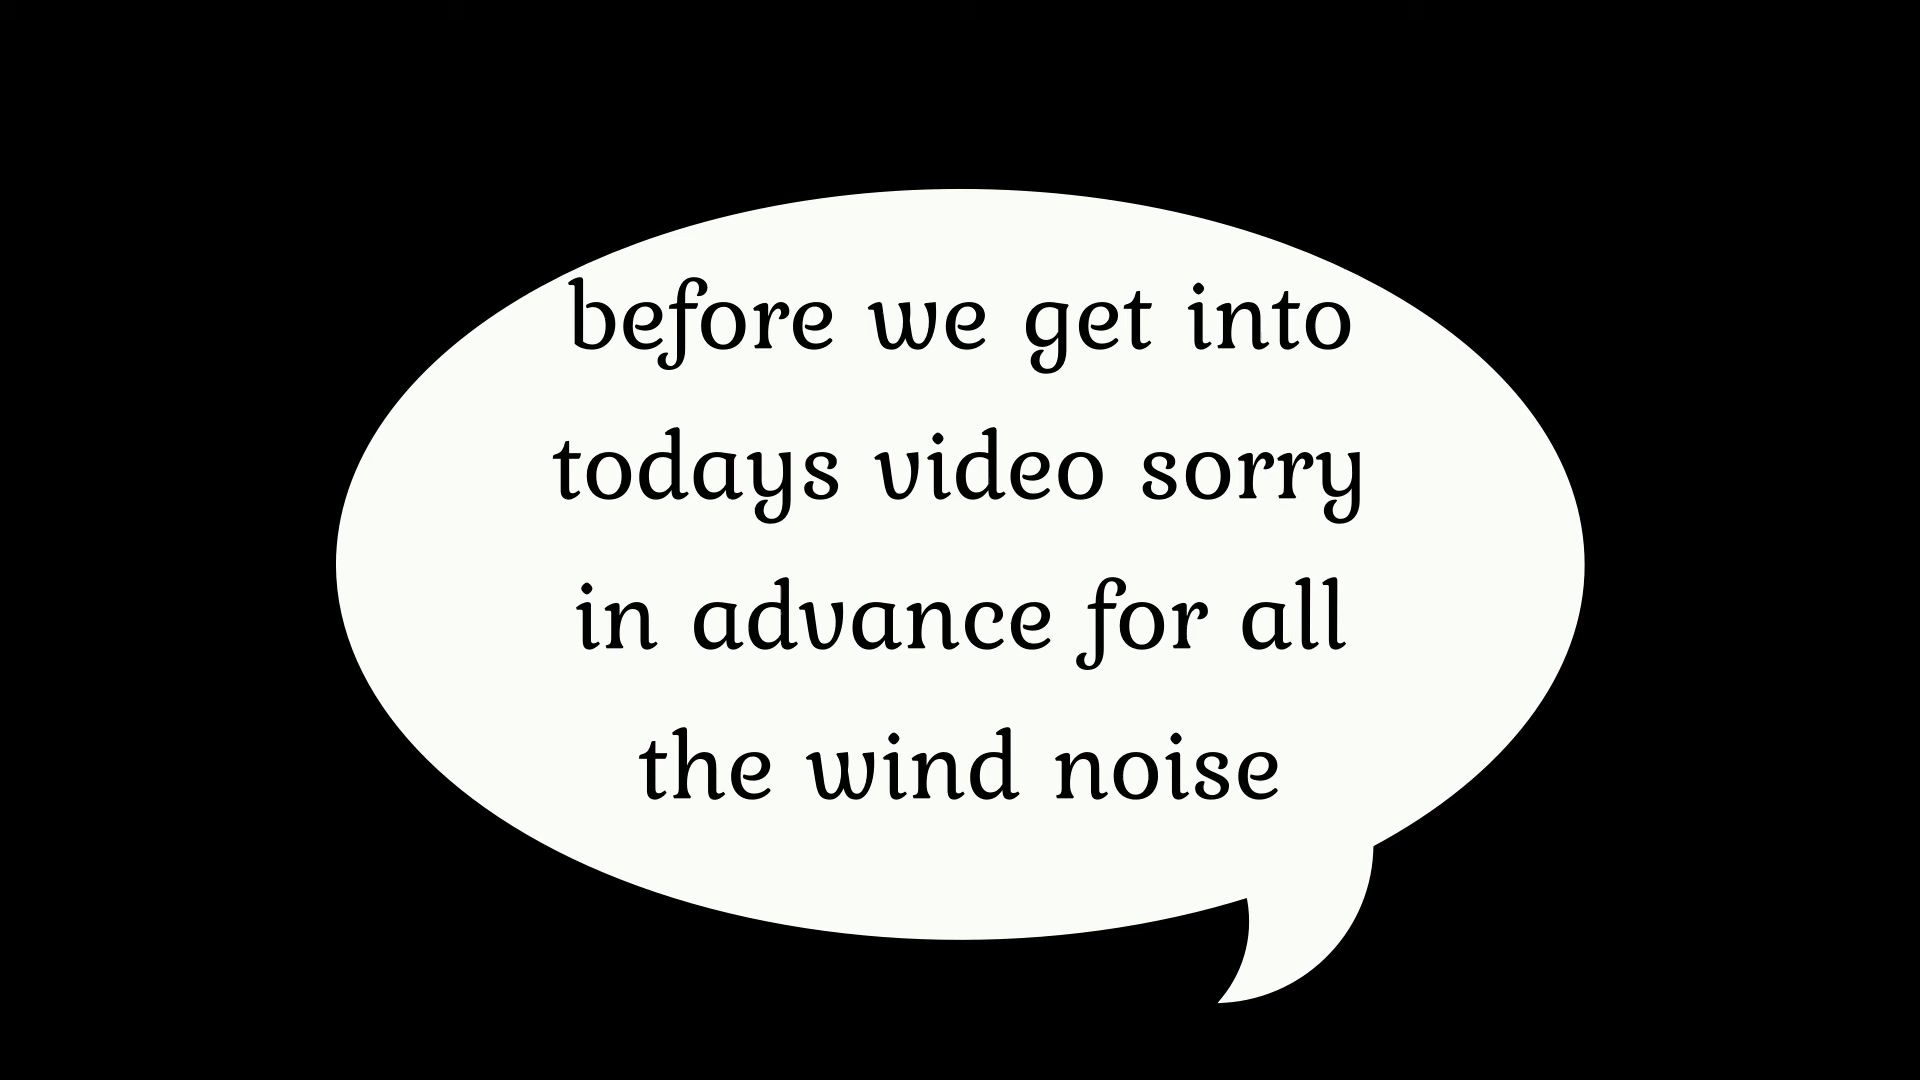 before we get into
todays video sorry
in advance for all
the wind noise